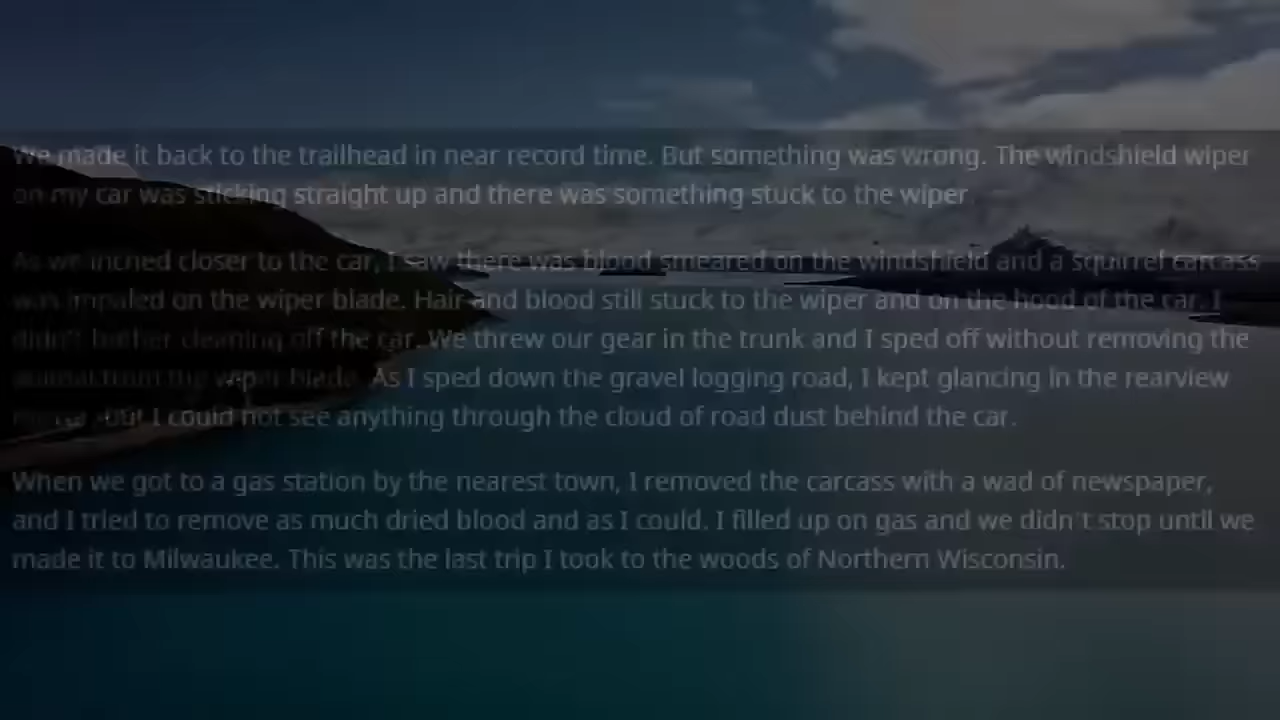 We made it back to the trailhead in near record time. But something was wrong. The windshield wiper
on my car was sticking straight up and there was something stuck to the wiper.
As we inched closer to the car, I saw there was blood smeared on the windshield and a squirrel carcass
was impaled on the wiper blade. Hair and blood still stuck to the wiper and on the hood of the car. I
didn't bother cleaning off the car. We threw our gear in the trunk and I sped off without removing the
animal from the wiper blade. As I sped down the gravel logging road, I kept glancing in the rearview
mirror but I could not see anything through the cloud of road dust behind the car.
When we got to a gas station by the nearest town, I removed the carcass with a wad of newspaper,
and I tried to remove as much dried blood and as I could. I filled up on gas and we didn't stop until we
made it to Milwaukee. This was the last trip I took to the woods of Northern Wisconsin.